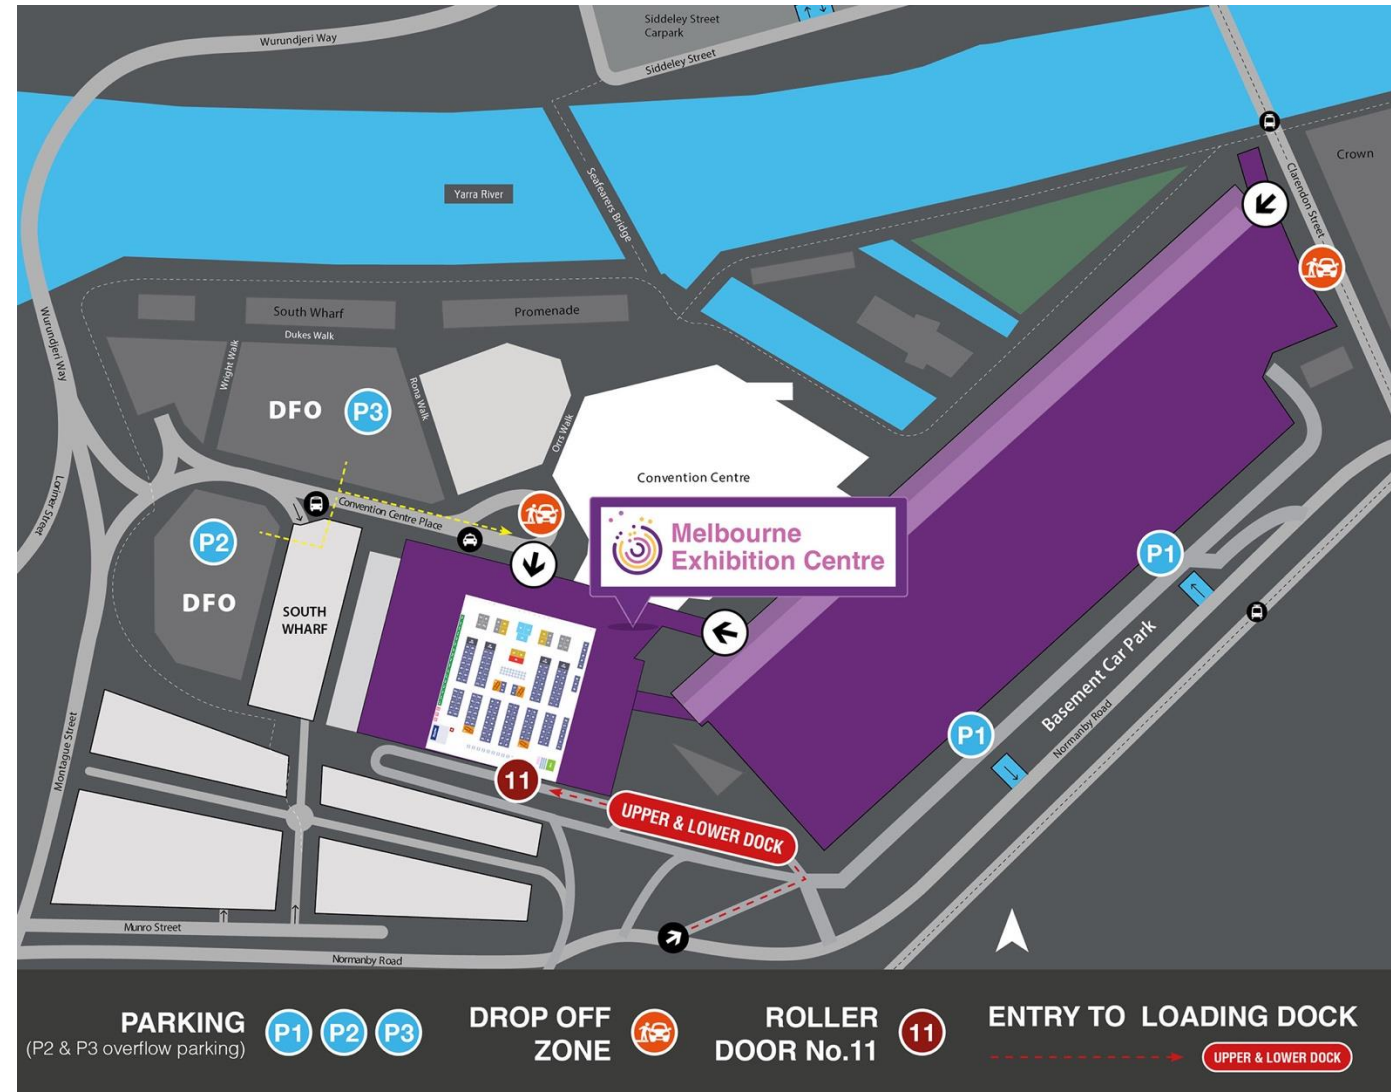 Siddeley Street
Carpark
Wurundjeri Way
Siddeley Street
Crown
Yarra River
Seafearers Bridge
Clarendon Street
South Wharf
Promenade
Dukes Walk
Wurundjeri Way
Wright Walk
DFO
P3
Rona Walk
Orrs Walk
Convention Centre
Lorimer Street
Convention Centre Place
Melbourne
Exhibition Centre
P2
P1
DFO
SOUTH
WHARF
Basement Car Park
Normanby Road
P1
Montague Street
11
UPPER & LOWER DOCK
Munro Street
Normanby Road
PARKING
(P2 & P3 overflow parking)
P1 P2 P3
DROP OFF
ZONE
ROLLER
DOOR No.11
11
ENTRY TO LOADING DOCK
UPPER & LOWER DOCK